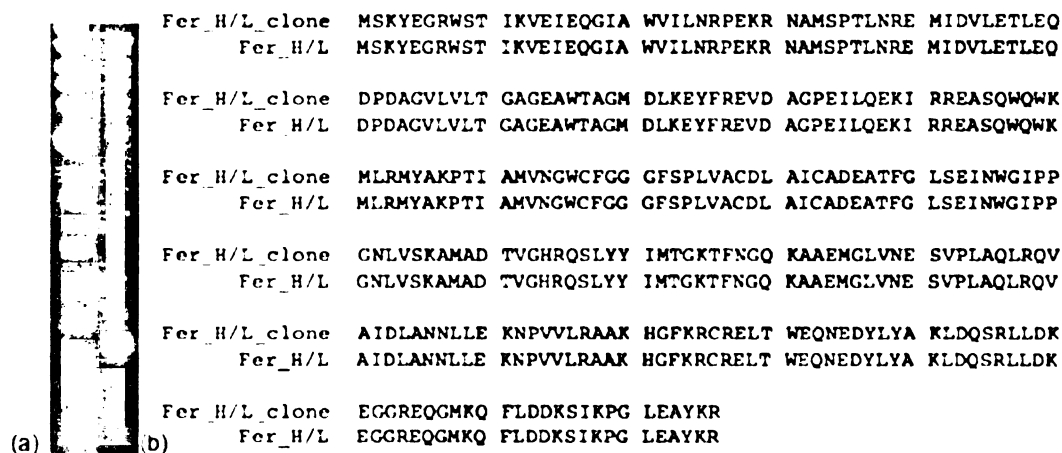 Fer_H/L_clone MSKYEGRWST IKVEIEQGIA WVILNRPEKR NAMSPTLNRE MIDVLETLEQ
Fer_H/L MSKYEGRWST IKVEIEQGIA WVILNRPEKR NAMSPTLNRE MIDVLETLEQ
Fer_H/L_clone DPDAGVLVLT GAGEAWTAGM DLKEYFREVD AGPEILQEKI RREASQWQWK
Fer_H/L DPDAGVLVLT GAGEAWTAGM DLKEYFREVD AGPEILQEKI RREASQWQWK
Fer_H/L_clone MLRMYAKPTI AMVNGWCFGG GFSPLVACDL AICADEATFG LSEINWGIPP
Fer_H/L MLRMYAKPTI AMVNGWCFGG GFSPLVACDL AICADEATFG LSEINWGIPP
Fer_H/L_clone GNLVSKAMAD TVGHRQSLYY IMTGKTFNGQ KAAEMGLVNE SVPLAQLRQV
Fer_H/L GNLVSKAMAD TVGHRQSLYY IMTGKTFNGQ KAAEMGLVNE SVPLAQLRQV
Fer_H/L_clone AIDLANNLLE KNPVVLRAAK HGFKRCRELT WEQNEDYLYA KLDQSRLLDK
Fer_H/L AIDLANNLLE KNPVVLRAAK HGFKRCRELT WEQNEDYLYA KLDQSRLLDK
Fer_H/L_clone EGGREQGMKQ FLDDKSIKPG LEAYKR
Fer_H/L EGGREQGMKQ FLDDKSIKPG LEAYKR
(a) (b)